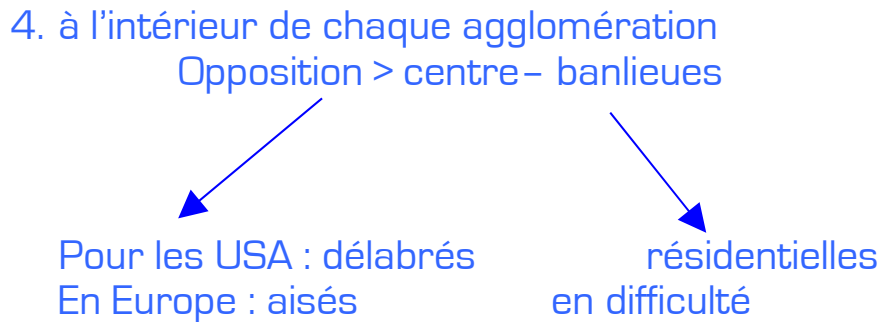 4. à l’intérieur de chaque agglomération
Opposition > centre– banlieues
Pour les USA : délabrés résidentielles
En Europe : aisés en difficulté